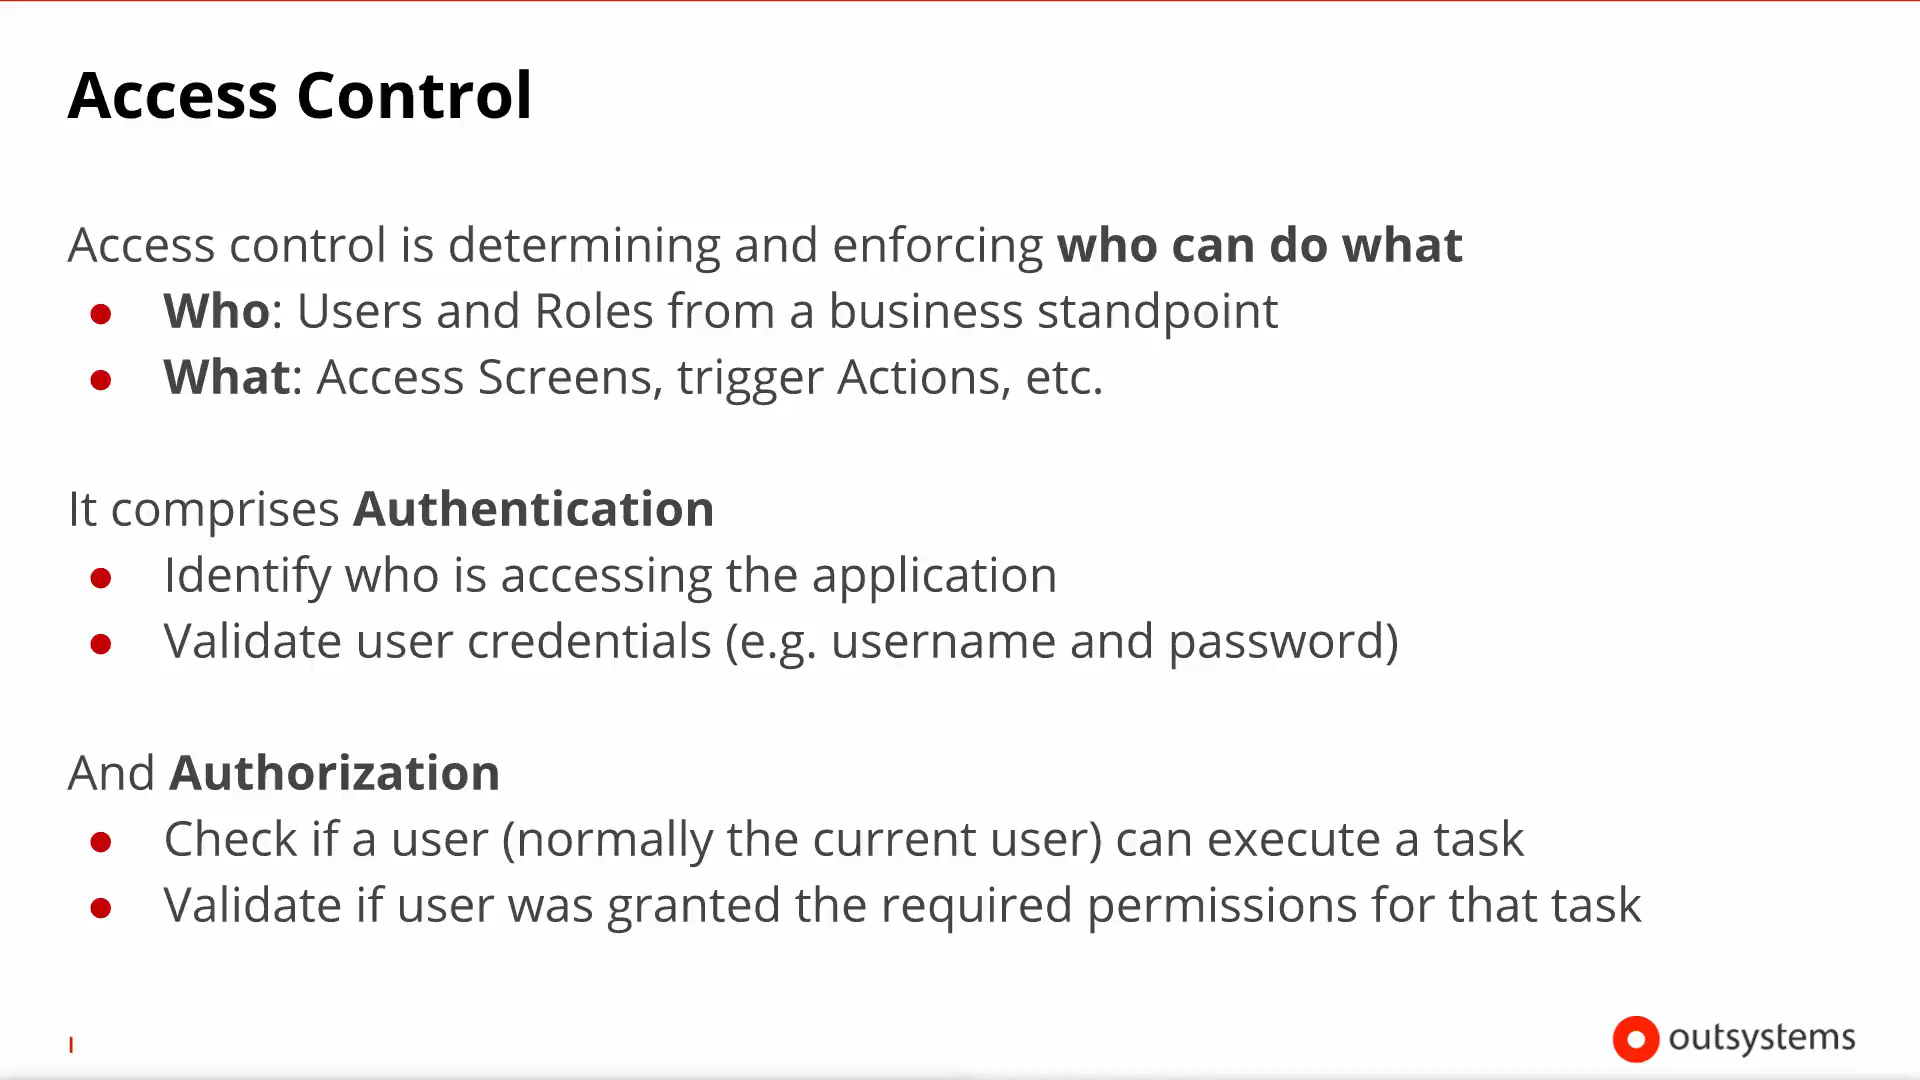 Access Control
Access control is determining and enforcing who can do what
● Who: Users and Roles from a business standpoint
● What: Access Screens, trigger Actions, etc.
It comprises Authentication
● Identify who is accessing the application
● Validate user credentials (e.g. username and password)
And Authorization
● Check if a user (normally the current user) can execute a task
● Validate if user was granted the required permissions for that task
I
outsystems